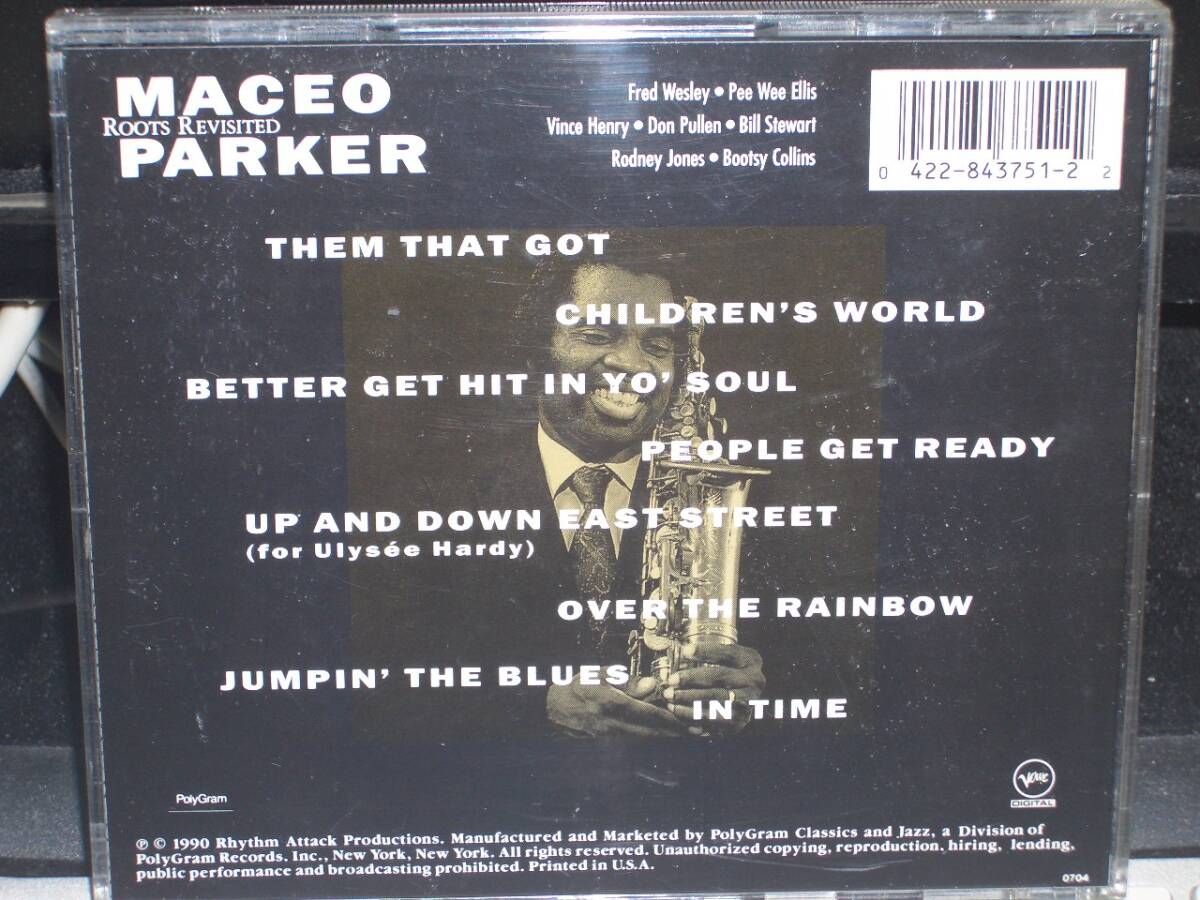 MACEO
ROOTS REVISITED
PARKER
Fred Wesley • Pee Wee Ellis
Vince Henry • Don Pullen • Bill Stewart
Rodney Jones • Bootsy Collins
0 422-843751-2 2
THEM THAT GOT
CHILDREN'S WORLD
BETTER GET HIT IN YO' SOUL
PEOPLE GET READY
UP AND DOWN EAST STREET
(for Ulysée Hardy)
OVER THE RAINBOW
JUMPIN' THE BLUES
IN TIME
PolyGram
Verve
DIGITAL
℗ © 1990 Rhythm Attack Productions. Manufactured and Marketed by PolyGram Classics and Jazz, a Division of
PolyGram Records, Inc., New York, New York. All rights reserved. Unauthorized copying, reproduction, hiring, lending,
public performance and broadcasting prohibited. Printed in U.S.A.
0704